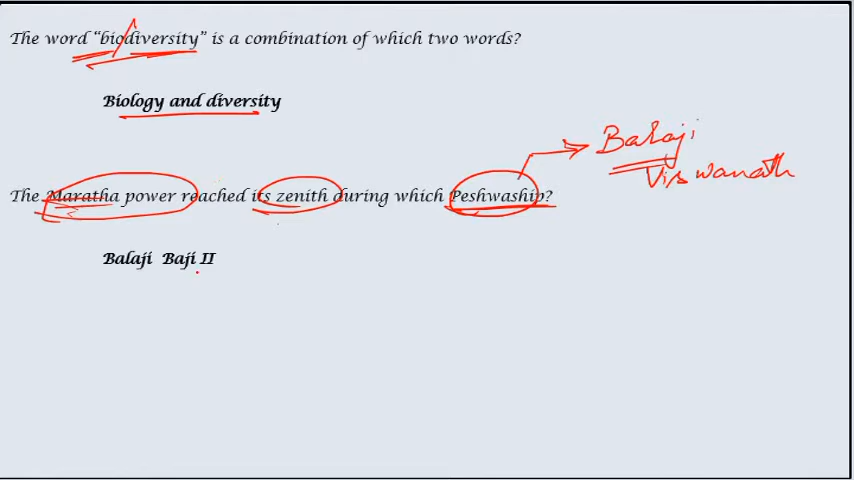 The word "biodiversity" is a combination of which two words?
Biology and diversity
Balaji
Viswanath
The Maratha power reached its zenith during which Peshwaship?
Balaji Baji II